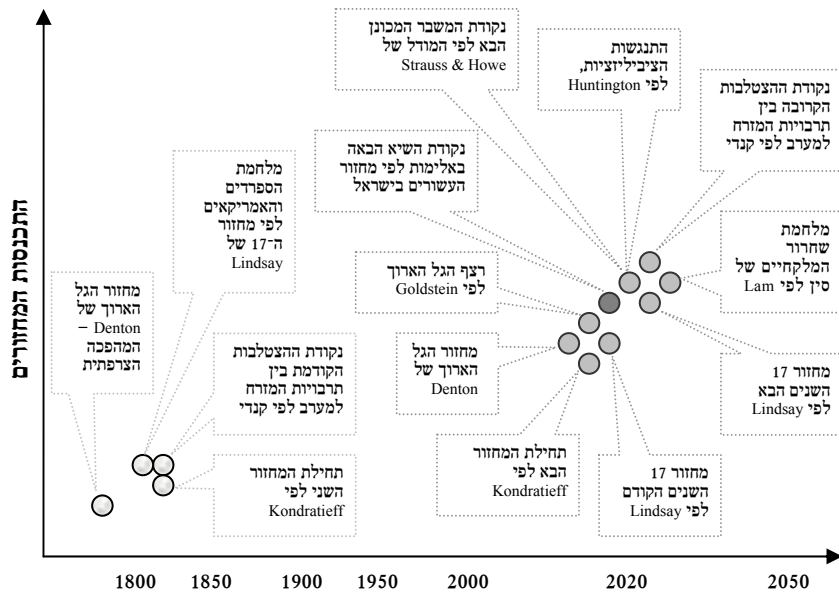 התכנסות המחזורים
נקודת המשבר המכונן
הבא לפי המודל של
Strauss & Howe
התנגשות
הציביליזציות,
לפי Huntington
נקודת ההצטלבות
הקרובה בין
תרבויות המזרח
למערב לפי קנדי
נקודת השיא הבאה
באלימות לפי מחזור
העשורים בישראל
מלחמת
הספרדים
והאמריקאים
לפי מחזור
ה־17 של
Lindsay
מלחמת
שחרור
המלקחיים של
סין לפי Lam
רצף הגל הארוך
לפי Goldstein
מחזור הגל
הארוך של
Denton –
המהפכה
הצרפתית
נקודת ההצטלבות
הקודמת בין
תרבויות המזרח
למערב לפי קנדי
מחזור הגל
הארוך של
Denton
מחזור 17
השנים הבא
לפי Lindsay
תחילת המחזור
הבא לפי
Kondratieff
תחילת המחזור
השני לפי
Kondratieff
מחזור 17
השנים הקודם
לפי Lindsay
1800 1850 1900 1950 2000 2020 2050